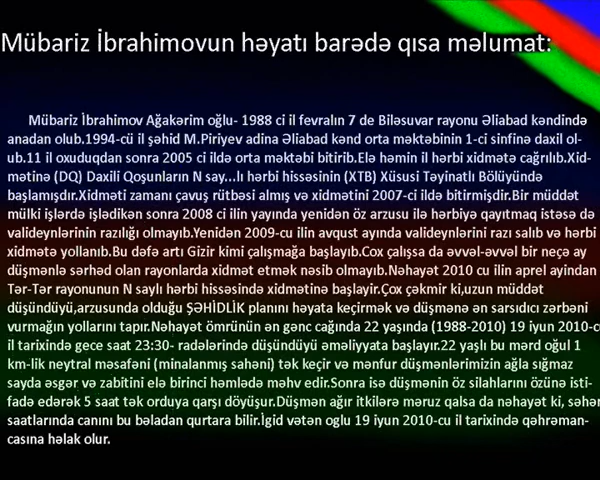 Mübariz İbrahimovun həyatı barədə qısa məlumat:
Mübariz İbrahimov Ağakərim oğlu- 1988 ci il fevralın 7 de Biləsuvar rayonu Əliabad kəndində
anadan olub.1994-cü il şəhid M.Piriyev adina Əliabad kənd orta məktəbinin 1-ci sinfinə daxil ol-
ub.11 il oxuduqdan sonra 2005 ci ildə orta məktəbi bitirib.Elə həmin il hərbi xidmətə cağrılıb.Xid-
mətinə (DQ) Daxili Qoşunların N say...lı hərbi hissəsinin (XTB) Xüsusi Təyinatlı Bölüyündə
başlamışdır.Xidməti zamanı çavuş rütbəsi almış və xidmətini 2007-ci ildə bitirmişdir.Bir müddət
mülki işlərdə işlədikən sonra 2008 ci ilin yayında yenidən öz arzusu ilə hərbiyə qayıtmaq istəsə də
valideynlərinin razılığı olmayıb.Yenidən 2009-cu ilin avqust ayında valideynlərini razı salıb və hərbi
xidmətə yollanıb.Bu dəfə artı Gizir kimi çalışmağa başlayıb.Cox çalışsa da əvvəl-əvvəl bir neçə ay
düşmənlə sərhəd olan rayonlarda xidmət etmək nəsib olmayıb.Nəhayət 2010 cu ilin aprel ayindan
Tər-Tər rayonunun N saylı hərbi hissəsində xidmətinə başlayir.Çox çəkmir ki,uzun müddət
düşündüyü,arzusunda olduğu ŞƏHİDLİK planını həyata keçirmək və düşmənə ən sarsıdıcı zərbəni
vurmağın yollarını tapır.Nəhayət ömrünün ən gənc cağında 22 yaşında (1988-2010) 19 iyun 2010-c
il tarixində gece saat 23:30- radələrində düşündüyü əməliyyata başlayır.22 yaşlı bu mərd oğul 1
km-lik neytral məsafəni (minalanmış sahəni) tək keçir və mənfur düşmənlərimizin ağla sığmaz
sayda əsgər və zabitini elə birinci həmlədə məhv edir.Sonra isə düşmənin öz silahlarını özünə isti-
fadə edərək 5 saat tək orduya qarşı döyüşür.Düşmən ağır itkilərə məruz qalsa da nəhayət ki, səhər
saatlarında canını bu bəladan qurtara bilir.İgid vətən oglu 19 iyun 2010-cu il tarixində qəhrəman-
casına həlak olur.